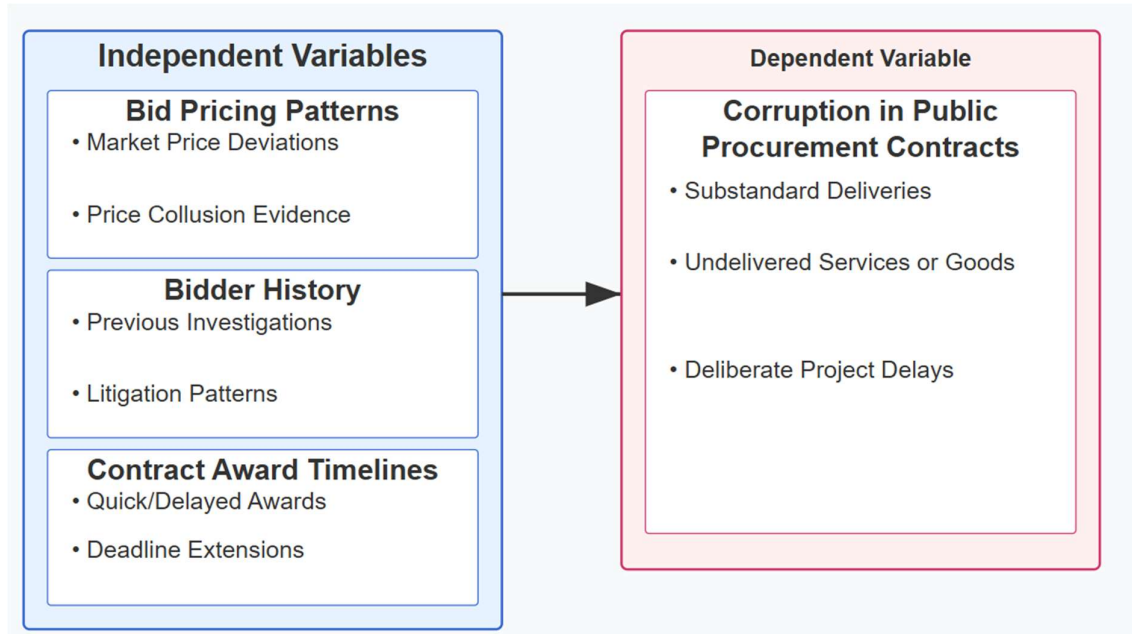 Independent Variables
Bid Pricing Patterns
• Market Price Deviations
• Price Collusion Evidence
Bidder History
• Previous Investigations
• Litigation Patterns
Contract Award Timelines
• Quick/Delayed Awards
• Deadline Extensions
Dependent Variable
Corruption in Public
Procurement Contracts
• Substandard Deliveries
• Undelivered Services or Goods
• Deliberate Project Delays